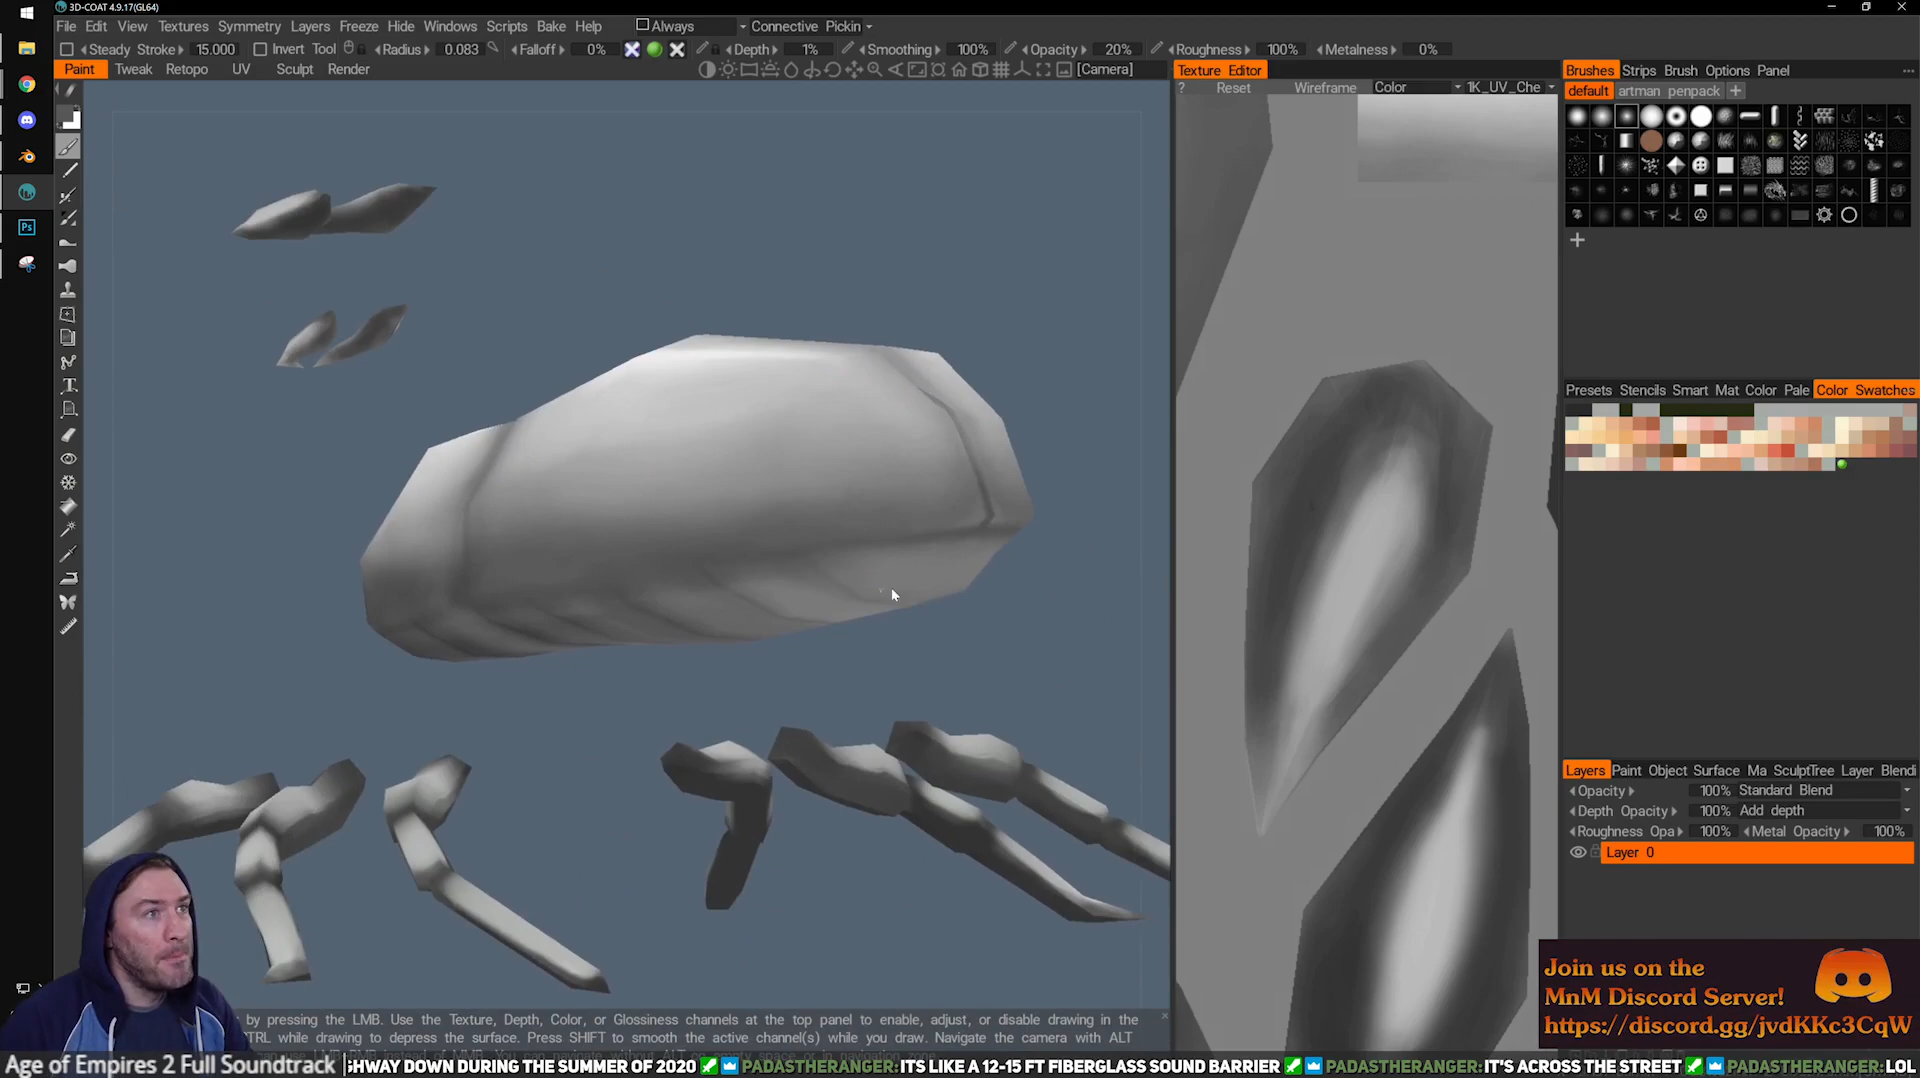 3D-COAT 4.9.17(GL64)
File Edit View Textures Symmetry Layers Freeze Hide Windows Scripts Bake Help Always Connective Pickin
Steady Stroke 15.000 Invert Tool Radius 0.083 Falloff 0% Depth 1% Smoothing 100% Opacity 20% Roughness 100% Metalness 0%
Paint Tweak Retopo UV Sculpt Render [Camera]
Texture Editor
? Reset Wireframe Color 1K_UV_Che
Brushes Strips Brush Options Panel
default artman penpack
Presets Stencils Smart Mat Color Pale Color Swatches
Layers Paint Object Surface Ma SculptTree Layer Blendi
Opacity 100% Standard Blend
Depth Opacity 100% Add depth
Roughness Opa 100% Metal Opacity 100%
Layer 0
Join us on the
MnM Discord Server!
https://discord.gg/jvdKKc3CqW
by pressing the LMB. Use the Texture, Depth, Color, or Glossiness channels at the top panel to enable, adjust, or disable drawing in the
TRL while drawing to depress the surface. Press SHIFT to smooth the active channel(s) while you draw. Navigate the camera with ALT
Age of Empires 2 Full Soundtrack
GHWAY DOWN DURING THE SUMMER OF 2020 PADASTHERANGER: ITS LIKE A 12-15 FT FIBERGLASS SOUND BARRIER PADASTHERANGER: IT'S ACROSS THE STREET PADASTHERANGER: LOL